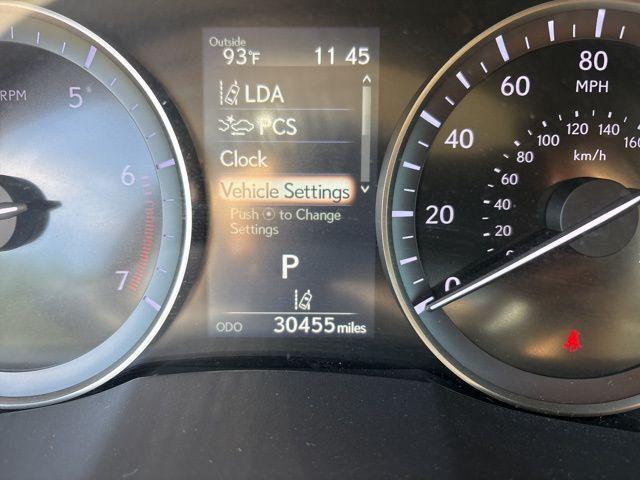 Outside
93°F 11 45
LDA
PCS
Clock
Vehicle Settings
Push to Change
Settings
P
ODO 30455 miles
RPM
5
6
7
80
MPH
60
40
20
0
160
140
120
100
80
60
40
20
km/h